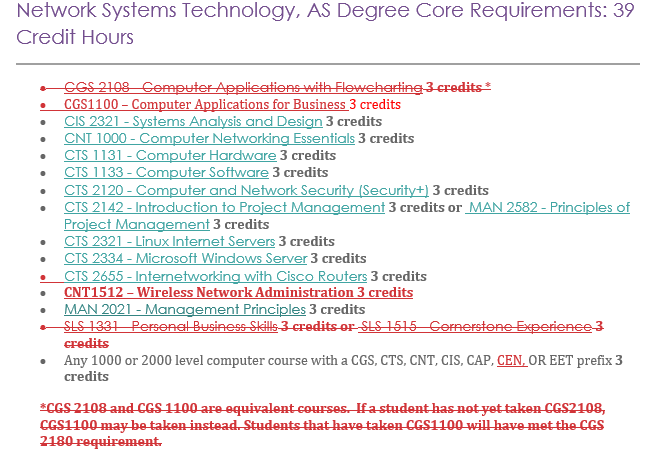 Network Systems Technology, AS Degree Core Requirements: 39
Credit Hours
CGS 2108 - Computer Applications with Flowcharting 3 credits *
CGS1100 – Computer Applications for Business 3 credits
CIS 2321 - Systems Analysis and Design 3 credits
CNT 1000 - Computer Networking Essentials 3 credits
CTS 1131 - Computer Hardware 3 credits
CTS 1133 - Computer Software 3 credits
CTS 2120 - Computer and Network Security (Security+) 3 credits
CTS 2142 - Introduction to Project Management 3 credits or MAN 2582 - Principles of
Project Management 3 credits
CTS 2321 - Linux Internet Servers 3 credits
CTS 2334 - Microsoft Windows Server 3 credits
CTS 2655 - Internetworking with Cisco Routers 3 credits
CNT1512 – Wireless Network Administration 3 credits
MAN 2021 - Management Principles 3 credits
SLS 1331 - Personal Business Skills 3 credits or SLS 1515 - Cornerstone Experience 3
credits
Any 1000 or 2000 level computer course with a CGS, CTS, CNT, CIS, CAP, CEN, OR EET prefix 3
credits
*CGS 2108 and CGS 1100 are equivalent courses. If a student has not yet taken CGS2108,
CGS1100 may be taken instead. Students that have taken CGS1100 will have met the CGS
2180 requirement.